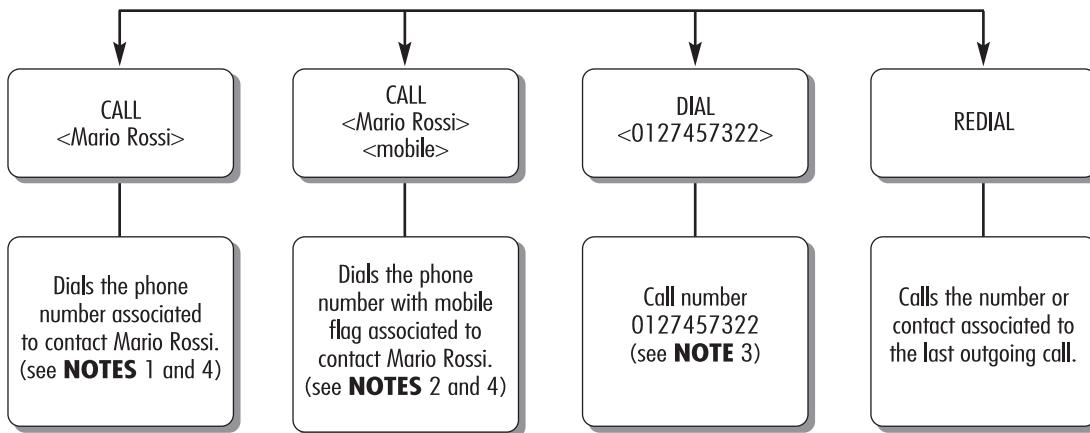 CALL
<Mario Rossi>
CALL
<Mario Rossi>
<mobile>
DIAL
<0127457322>
REDIAL
Dials the phone
number associated
to contact Mario Rossi.
(see NOTES 1 and 4)
Dials the phone
number with mobile
flag associated to
contact Mario Rossi.
(see NOTES 2 and 4)
Call number
0127457322
(see NOTE 3)
Calls the number or
contact associated to
the last outgoing call.